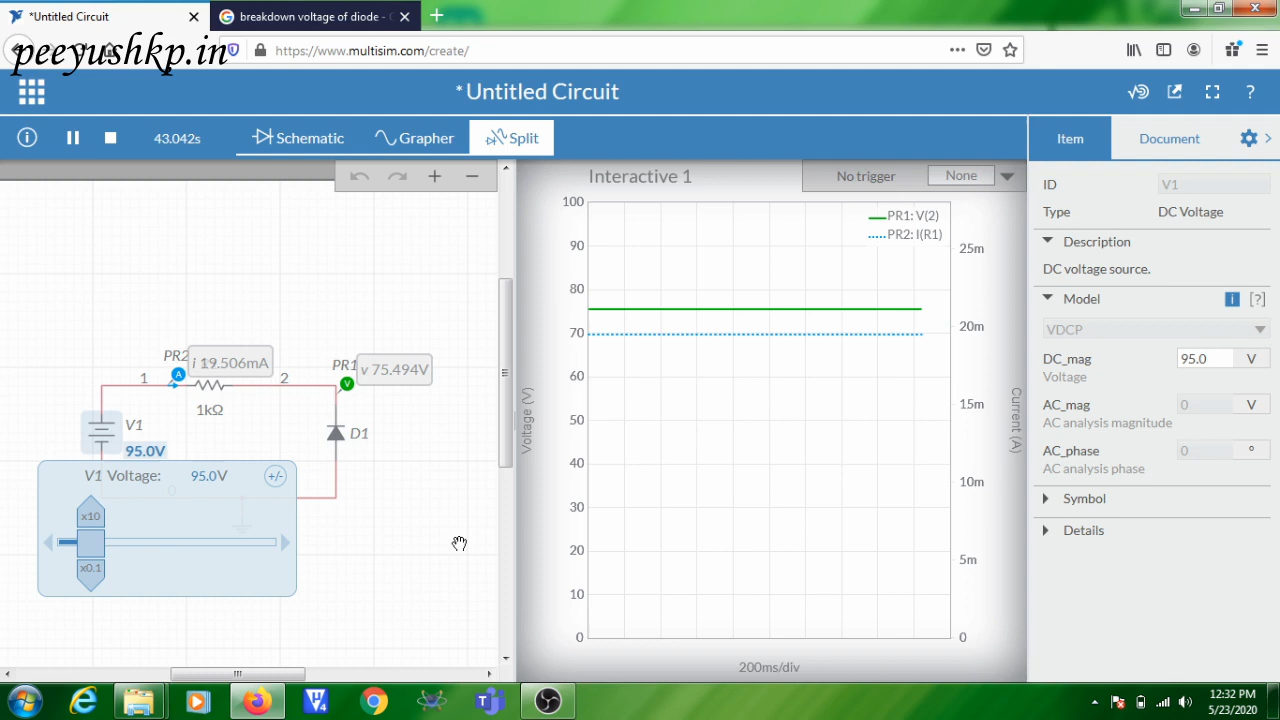 *Untitled Circuit
breakdown voltage of diode -
peeyushkp.in
https://www.multisim.com/create/
*Untitled Circuit
?
43.042s
Schematic
Grapher
Split
Item
Document
Interactive 1
No trigger
None
ID
V1
Type
DC Voltage
Description
DC voltage source.
Model
i
[?]
VDCP
DC_mag
95.0
V
Voltage
AC_mag
0
V
AC analysis magnitude
AC_phase
0
°
AC analysis phase
Symbol
Details
100
90
80
70
60
50
40
30
20
10
0
Voltage (V)
PR1: V(2)
PR2: I(R1)
25m
20m
15m
10m
5m
0
Current (A)
200ms/div
PR2
i 19.506mA
PR1
v 75.494V
1
A
2
V
1kΩ
V1
D1
95.0V
V1 Voltage:
95.0V
+/-
0
x10
x0.1
12:32 PM
5/23/2020